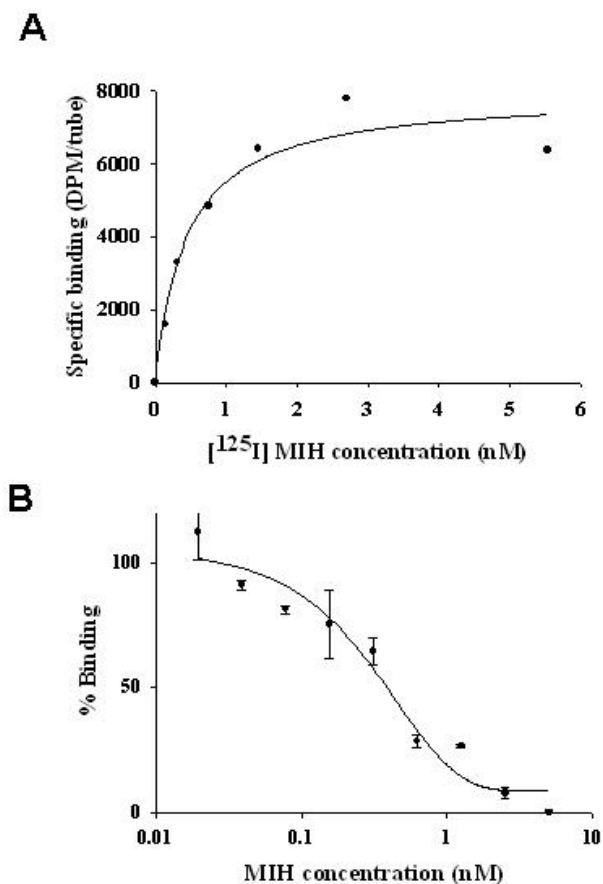 A
8000
6000
4000
2000
0
Specific binding (DPM/tube)
0 1 2 3 4 5 6
[125I] MIH concentration (nM)
B
100
50
0
% Binding
0.01 0.1 1 10
MIH concentration (nM)